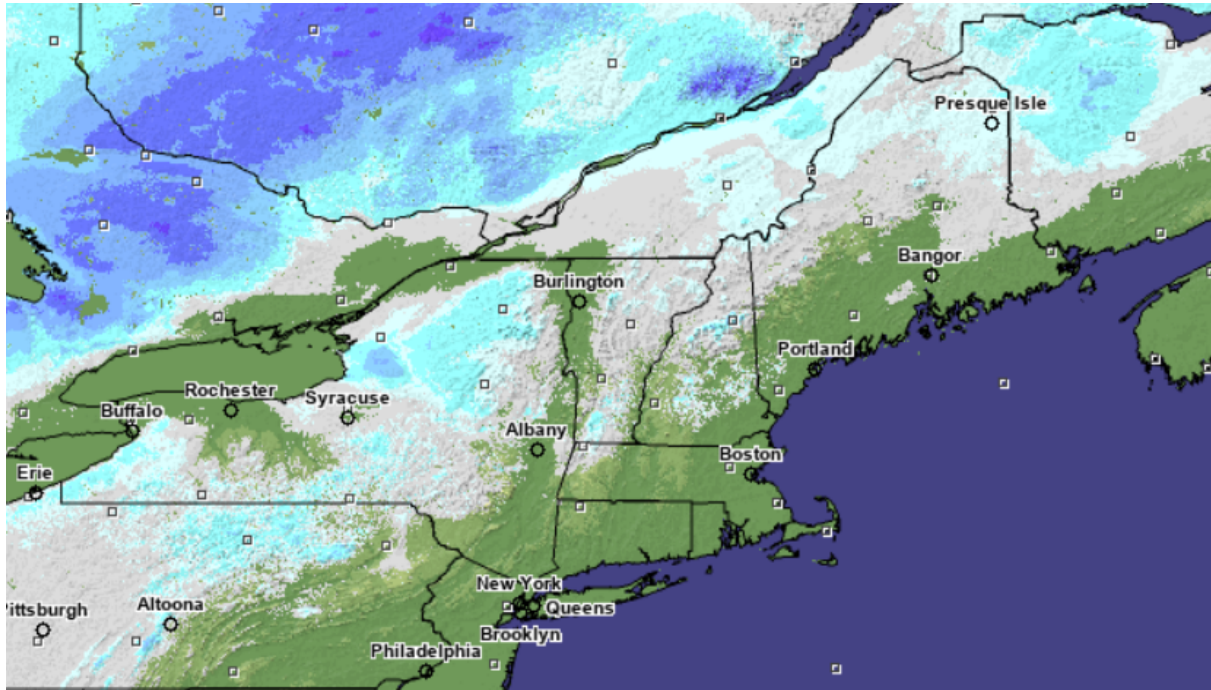 Presque Isle
Bangor
Burlington
Portland
Rochester
Syracuse
Buffalo
Albany
Boston
Erie
New York
Queens
ittsburgh
Altoona
Brooklyn
Philadelphia